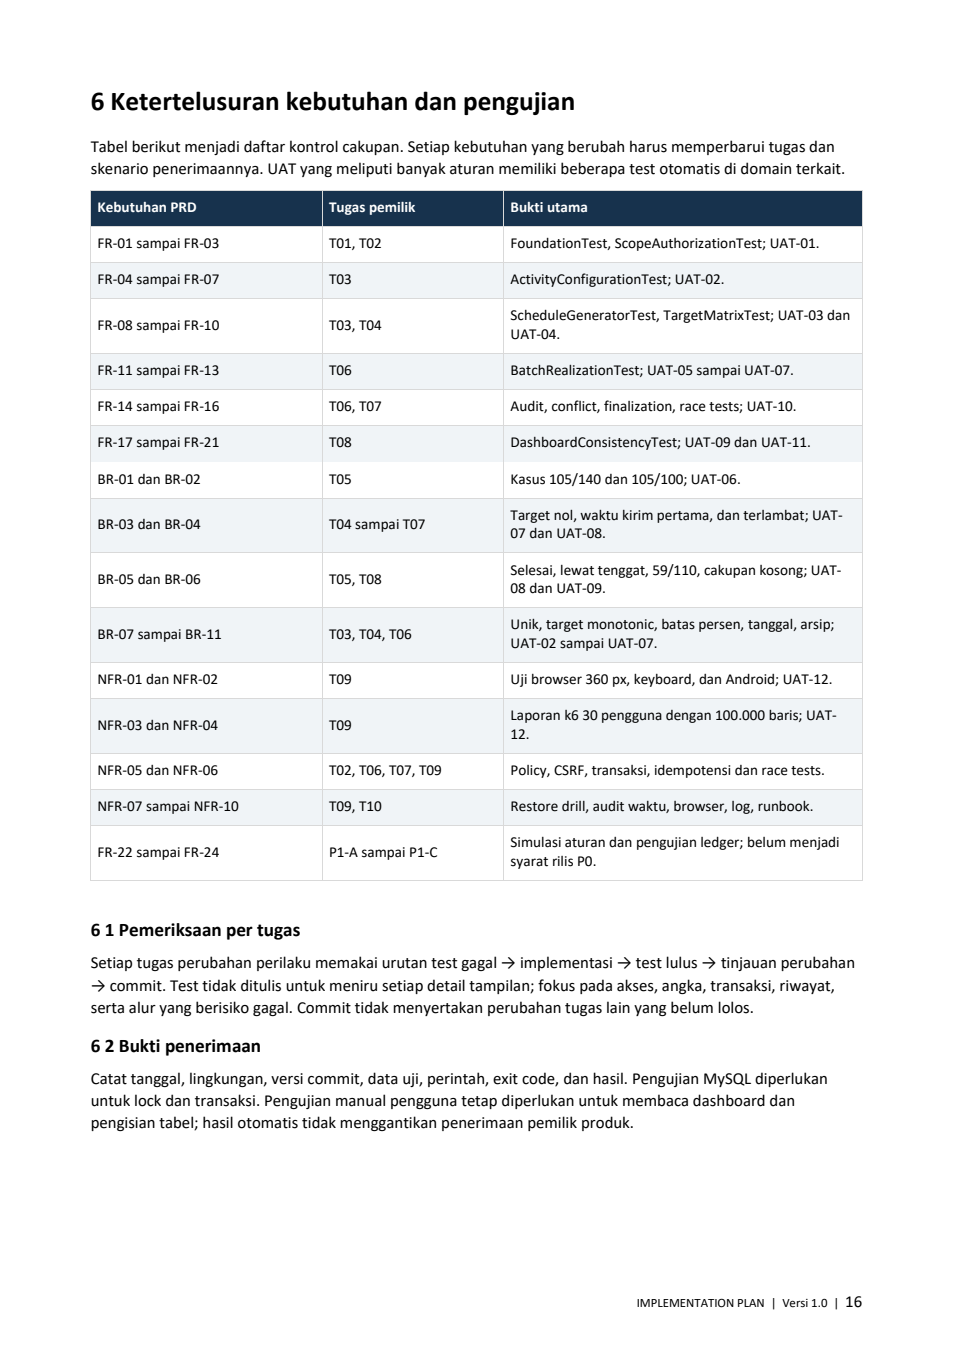 6 Ketertelusuran kebutuhan dan pengujian
Tabel berikut menjadi daftar kontrol cakupan. Setiap kebutuhan yang berubah harus memperbarui tugas dan
skenario penerimaannya. UAT yang meliputi banyak aturan memiliki beberapa test otomatis di domain terkait.
Kebutuhan PRD Tugas pemilik Bukti utama
FR-01 sampai FR-03 T01, T02 FoundationTest, ScopeAuthorizationTest; UAT-01.
FR-04 sampai FR-07 T03 ActivityConfigurationTest; UAT-02.
FR-08 sampai FR-10 T03, T04 ScheduleGeneratorTest, TargetMatrixTest; UAT-03 dan
UAT-04.
FR-11 sampai FR-13 T06 BatchRealizationTest; UAT-05 sampai UAT-07.
FR-14 sampai FR-16 T06, T07 Audit, conflict, finalization, race tests; UAT-10.
FR-17 sampai FR-21 T08 DashboardConsistencyTest; UAT-09 dan UAT-11.
BR-01 dan BR-02 T05 Kasus 105/140 dan 105/100; UAT-06.
BR-03 dan BR-04 T04 sampai T07 Target nol, waktu kirim pertama, dan terlambat; UAT-
07 dan UAT-08.
BR-05 dan BR-06 T05, T08 Selesai, lewat tenggat, 59/110, cakupan kosong; UAT-
08 dan UAT-09.
BR-07 sampai BR-11 T03, T04, T06 Unik, target monotonic, batas persen, tanggal, arsip;
UAT-02 sampai UAT-07.
NFR-01 dan NFR-02 T09 Uji browser 360 px, keyboard, dan Android; UAT-12.
NFR-03 dan NFR-04 T09 Laporan k6 30 pengguna dengan 100.000 baris; UAT-
12.
NFR-05 dan NFR-06 T02, T06, T07, T09 Policy, CSRF, transaksi, idempotensi dan race tests.
NFR-07 sampai NFR-10 T09, T10 Restore drill, audit waktu, browser, log, runbook.
FR-22 sampai FR-24 P1-A sampai P1-C Simulasi aturan dan pengujian ledger; belum menjadi
syarat rilis P0.
6 1 Pemeriksaan per tugas
Setiap tugas perubahan perilaku memakai urutan test gagal → implementasi → test lulus → tinjauan perubahan
→ commit. Test tidak ditulis untuk meniru setiap detail tampilan; fokus pada akses, angka, transaksi, riwayat,
serta alur yang berisiko gagal. Commit tidak menyertakan perubahan tugas lain yang belum lolos.
6 2 Bukti penerimaan
Catat tanggal, lingkungan, versi commit, data uji, perintah, exit code, dan hasil. Pengujian MySQL diperlukan
untuk lock dan transaksi. Pengujian manual pengguna tetap diperlukan untuk membaca dashboard dan
pengisian tabel; hasil otomatis tidak menggantikan penerimaan pemilik produk.
IMPLEMENTATION PLAN | Versi 1.0 | 16